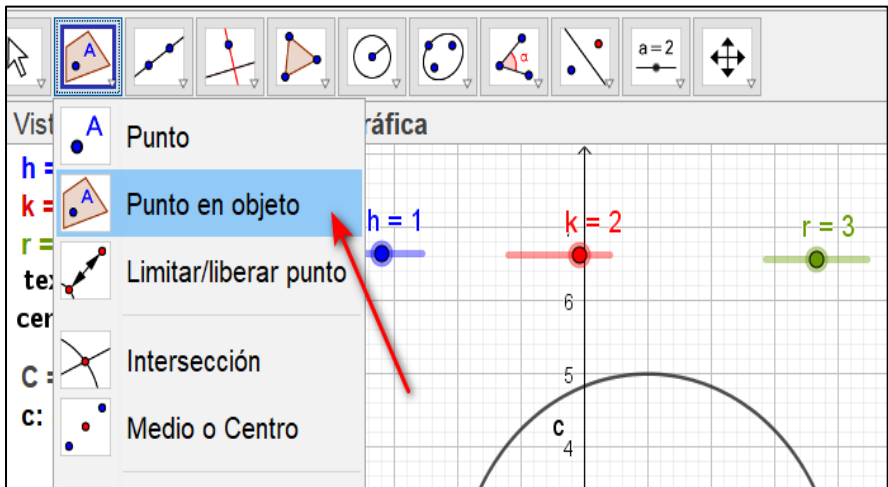 A
α
a=2
Vist
ráfica
A
Punto
h =
A
Punto en objeto
k =
h = 1
k = 2
r = 3
r =
Limitar/liberar punto
te
cer
6
Intersección
C
5
c:
Medio o Centro
c
4